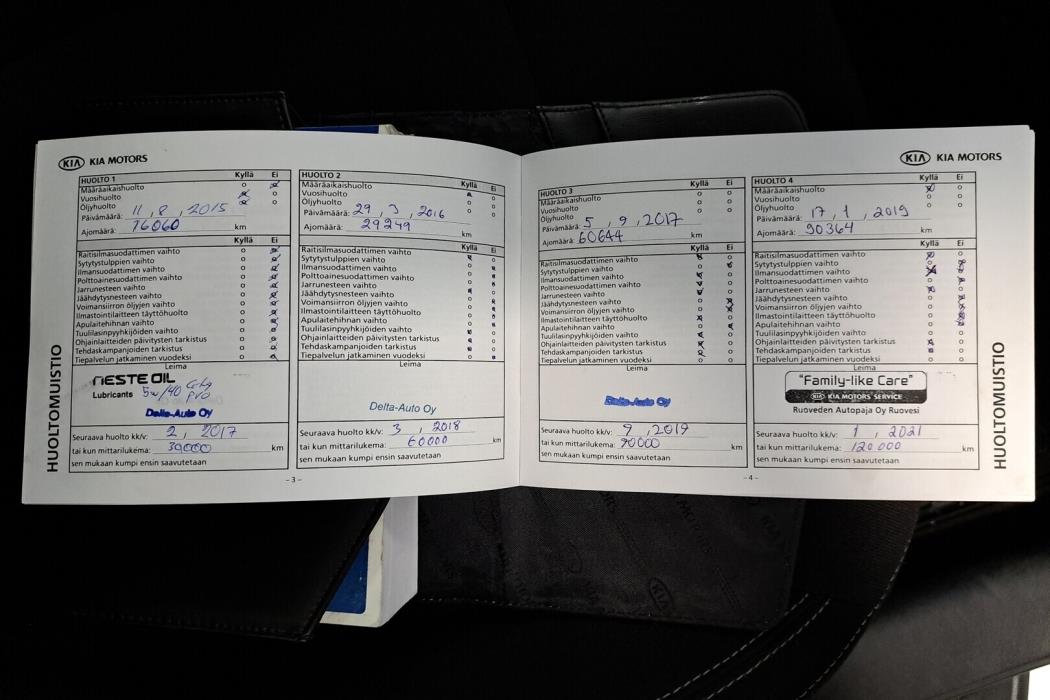 KIA KIA MOTORS
HUOLTOMUISTIO
HUOLTO 1
Kyllä Ei
Määräaikaishuolto
Vuosihuolto
Öljyhuolto
Päivämäärä: 11, 8, 2015
Ajomäärä: 16060 km
Kyllä Ei
Raitisilmasuodattimen vaihto
Sytytystulppien vaihto
Ilmansuodattimen vaihto
Polttoainesuodattimen vaihto
Jarrunesteen vaihto
Jäähdytysnesteen vaihto
Voimansiirron öljyjen vaihto
Ilmastointilaitteen täyttöhuolto
Apulaitehihnan vaihto
Tuulilasinpyyhkijöiden vaihto
Ohjainlaitteiden päivitysten tarkistus
Tehdaskampanjoiden tarkistus
Tiepalvelun jatkaminen vuodeksi
Leima
NESTE OIL
Lubricants 5w/40 City pro
Delta-Auto Oy
Seuraava huolto kk/v: 2, 2017
tai kun mittarilukema: 30000 km
sen mukaan kumpi ensin saavutetaan
- 3 -
HUOLTO 2
Kyllä Ei
Määräaikaishuolto
Vuosihuolto
Öljyhuolto
Päivämäärä: 29, 3, 2016
Ajomäärä: 29249 km
Kyllä Ei
Raitisilmasuodattimen vaihto
Sytytystulppien vaihto
Ilmansuodattimen vaihto
Polttoainesuodattimen vaihto
Jarrunesteen vaihto
Jäähdytysnesteen vaihto
Voimansiirron öljyjen vaihto
Ilmastointilaitteen täyttöhuolto
Apulaitehihnan vaihto
Tuulilasinpyyhkijöiden vaihto
Ohjainlaitteiden päivitysten tarkistus
Tehdaskampanjoiden tarkistus
Tiepalvelun jatkaminen vuodeksi
Leima
Delta-Auto Oy
Seuraava huolto kk/v: 3, 2018
tai kun mittarilukema: 60000 km
sen mukaan kumpi ensin saavutetaan
KIA KIA MOTORS
HUOLTO 3
Kyllä Ei
Määräaikaishuolto
Vuosihuolto
Öljyhuolto
Päivämäärä: 5, 9, 2017
Ajomäärä: 60644 km
Kyllä Ei
Raitisilmasuodattimen vaihto
Sytytystulppien vaihto
Ilmansuodattimen vaihto
Polttoainesuodattimen vaihto
Jarrunesteen vaihto
Jäähdytysnesteen vaihto
Voimansiirron öljyjen vaihto
Ilmastointilaitteen täyttöhuolto
Apulaitehihnan vaihto
Tuulilasinpyyhkijöiden vaihto
Ohjainlaitteiden päivitysten tarkistus
Tehdaskampanjoiden tarkistus
Tiepalvelun jatkaminen vuodeksi
Leima
Delta-Auto Oy
Seuraava huolto kk/v: 9, 2019
tai kun mittarilukema: 90000 km
sen mukaan kumpi ensin saavutetaan
- 4 -
HUOLTO 4
Kyllä Ei
Määräaikaishuolto
Vuosihuolto
Öljyhuolto
Päivämäärä: 17, 1, 2019
Ajomäärä: 90364 km
Kyllä Ei
Raitisilmasuodattimen vaihto
Sytytystulppien vaihto
Ilmansuodattimen vaihto
Polttoainesuodattimen vaihto
Jarrunesteen vaihto
Jäähdytysnesteen vaihto
Voimansiirron öljyjen vaihto
Ilmastointilaitteen täyttöhuolto
Apulaitehihnan vaihto
Tuulilasinpyyhkijöiden vaihto
Ohjainlaitteiden päivitysten tarkistus
Tehdaskampanjoiden tarkistus
Tiepalvelun jatkaminen vuodeksi
Leima
"Family-like Care"
KIA KIA MOTORS SERVICE
Ruoveden Autopaja Oy Ruovesi
Seuraava huolto kk/v: 1, 2021
tai kun mittarilukema: 120 000 km
sen mukaan kumpi ensin saavutetaan
HUOLTOMUISTIO